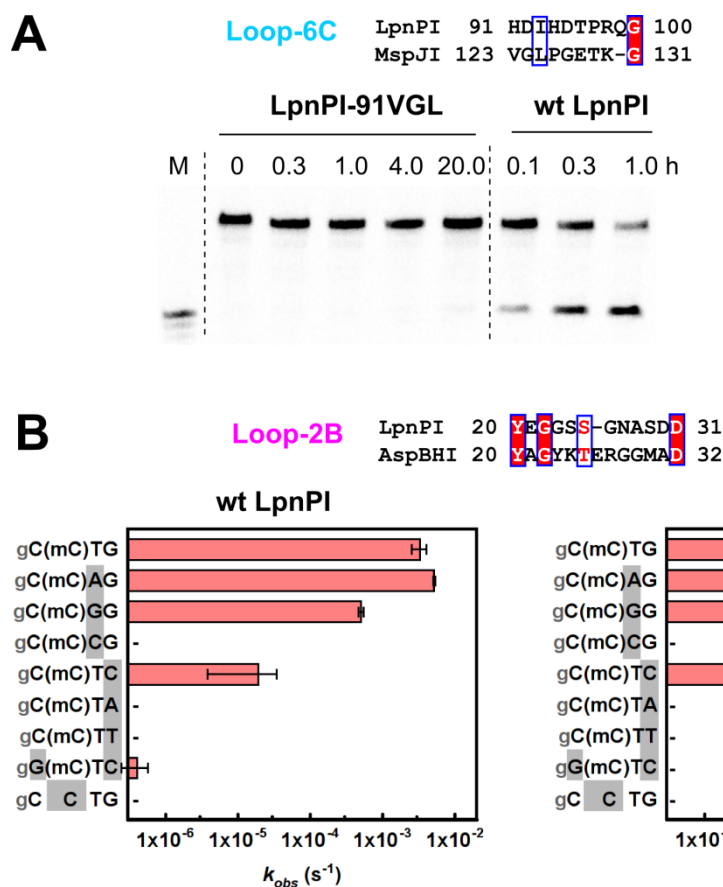 A
Loop-6C
LpnPI 91 HDIHDTPRQG 100
MspJI 123 VGLPGETK-G 131
LpnPI-91VGL wt LpnPI
M 0 0.3 1.0 4.0 20.0 0.1 0.3 1.0 h
B
Loop-2B
LpnPI 20 YEGGSS-GNASDD 31
AspBHI 20 YAGYKTERGGMAD 32
wt LpnPI
gC(mC)TG gC(mC)TG
gC(mC)AG gC(mC)AG
gC(mC)GG gC(mC)GG
gC(mC)CG - gC(mC)CG -
gC(mC)TC gC(mC)TC
gC(mC)TA - gC(mC)TA -
gC(mC)TT - gC(mC)TT -
gG(mC)TC gG(mC)TC -
gC C TG - gC C TG -
1x10⁻⁶ 1x10⁻⁵ 1x10⁻⁴ 1x10⁻³ 1x10⁻²
k_obs (s⁻¹)